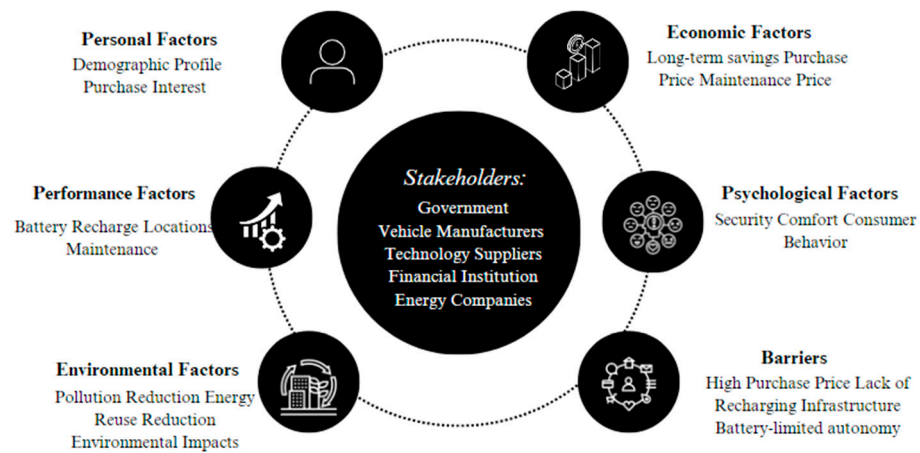 Personal Factors
Demographic Profile
Purchase Interest
Economic Factors
Long-term savings Purchase
Price Maintenance Price
Performance Factors
Battery Recharge Locations
Maintenance
Stakeholders:
Government
Vehicle Manufacturers
Technology Suppliers
Financial Institution
Energy Companies
Psychological Factors
Security Comfort Consumer
Behavior
Environmental Factors
Pollution Reduction Energy
Reuse Reduction
Environmental Impacts
Barriers
High Purchase Price Lack of
Recharging Infrastructure
Battery-limited autonomy